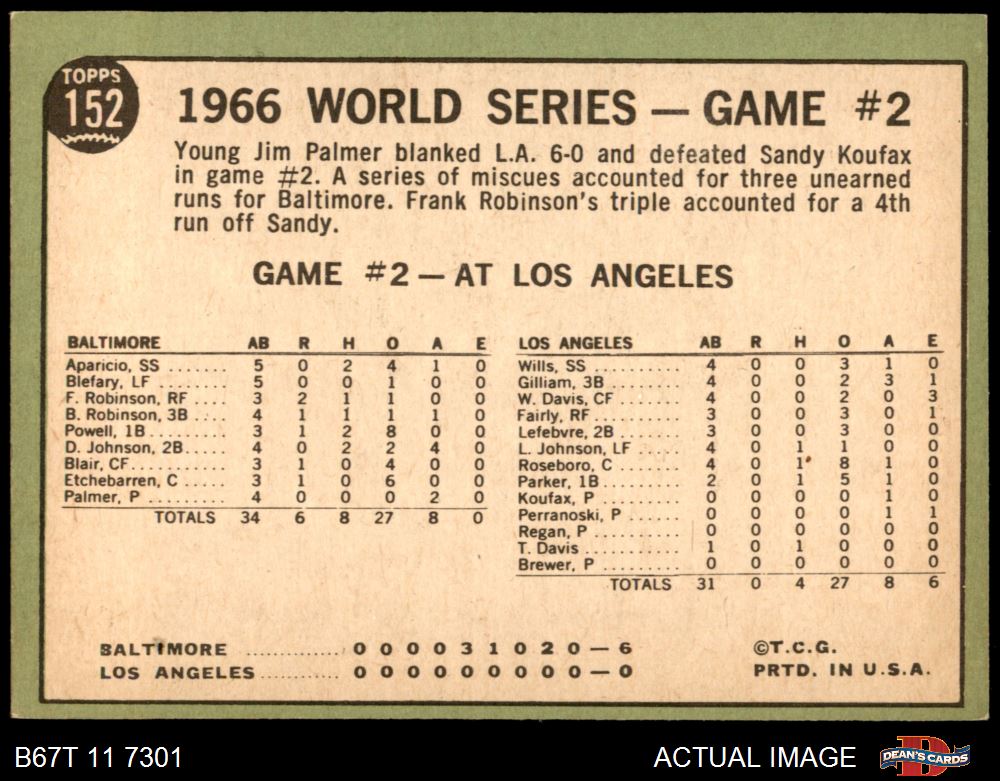 TOPPS
152
1966 WORLD SERIES — GAME #2
Young Jim Palmer blanked L.A. 6-0 and defeated Sandy Koufax
in game #2. A series of miscues accounted for three unearned
runs for Baltimore. Frank Robinson's triple accounted for a 4th
run off Sandy.
GAME #2 — AT LOS ANGELES
BALTIMORE AB R H O A E
Aparicio, SS ....... 5 0 2 4 1 0
Blefary, LF ........ 5 0 0 1 0 0
F. Robinson, RF .... 3 2 1 1 0 0
B. Robinson, 3B .... 4 1 1 1 1 0
Powell, 1B ......... 3 1 2 8 0 0
D. Johnson, 2B..... 4 0 2 2 4 0
Blair, CF........... 3 1 0 4 0 0
Etchebarren, C ..... 3 1 0 6 0 0
Palmer, P .......... 4 0 0 0 2 0
TOTALS 34 6 8 27 8 0
LOS ANGELES AB R H O A E
Wills, SS .......... 4 0 0 3 1 0
Gilliam, 3B ........ 4 0 0 2 3 1
W. Davis, CF ....... 4 0 0 2 0 3
Fairly, RF .......... 3 0 0 3 0 1
Lefebvre, 2B ....... 3 0 0 3 0 0
L. Johnson, LF ..... 4 0 1 1 0 0
Roseboro, C ........ 4 0 1 8 1 0
Parker, 1B ......... 2 0 1 5 1 0
Koufax, P .......... 0 0 0 0 1 0
Perranoski, P ...... 0 0 0 0 1 1
Regan, P ........... 0 0 0 0 0 0
T. Davis ........... 1 0 1 0 0 0
Brewer, P .......... 0 0 0 0 0 0
TOTALS 31 0 4 27 8 6
BALTIMORE ............ 0 0 0 0 3 1 0 2 0 — 6
LOS ANGELES .......... 0 0 0 0 0 0 0 0 0 — 0
©T.C.G.
PRTD. IN U.S.A.
B67T 11 7301
ACTUAL IMAGE
DEAN'S CARDS